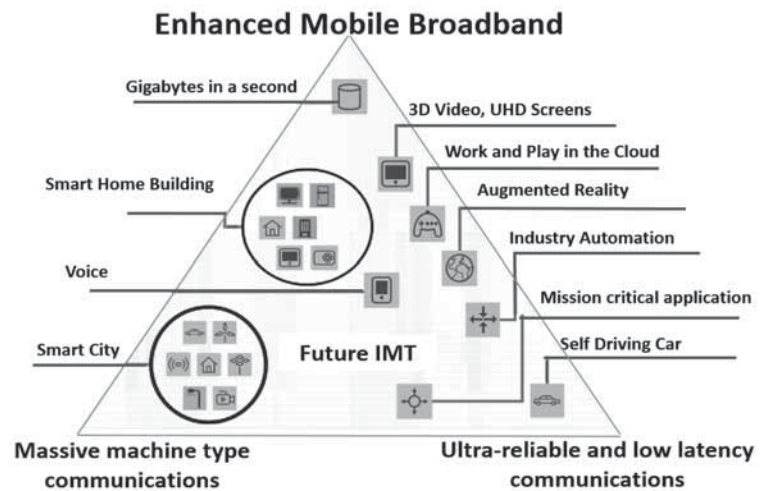 Enhanced Mobile Broadband
Gigabytes in a second
3D Video, UHD Screens
Work and Play in the Cloud
Smart Home Building
Augmented Reality
Industry Automation
Voice
Mission critical application
Smart City
Future IMT
Self Driving Car
Massive machine type
communications
Ultra-reliable and low latency
communications